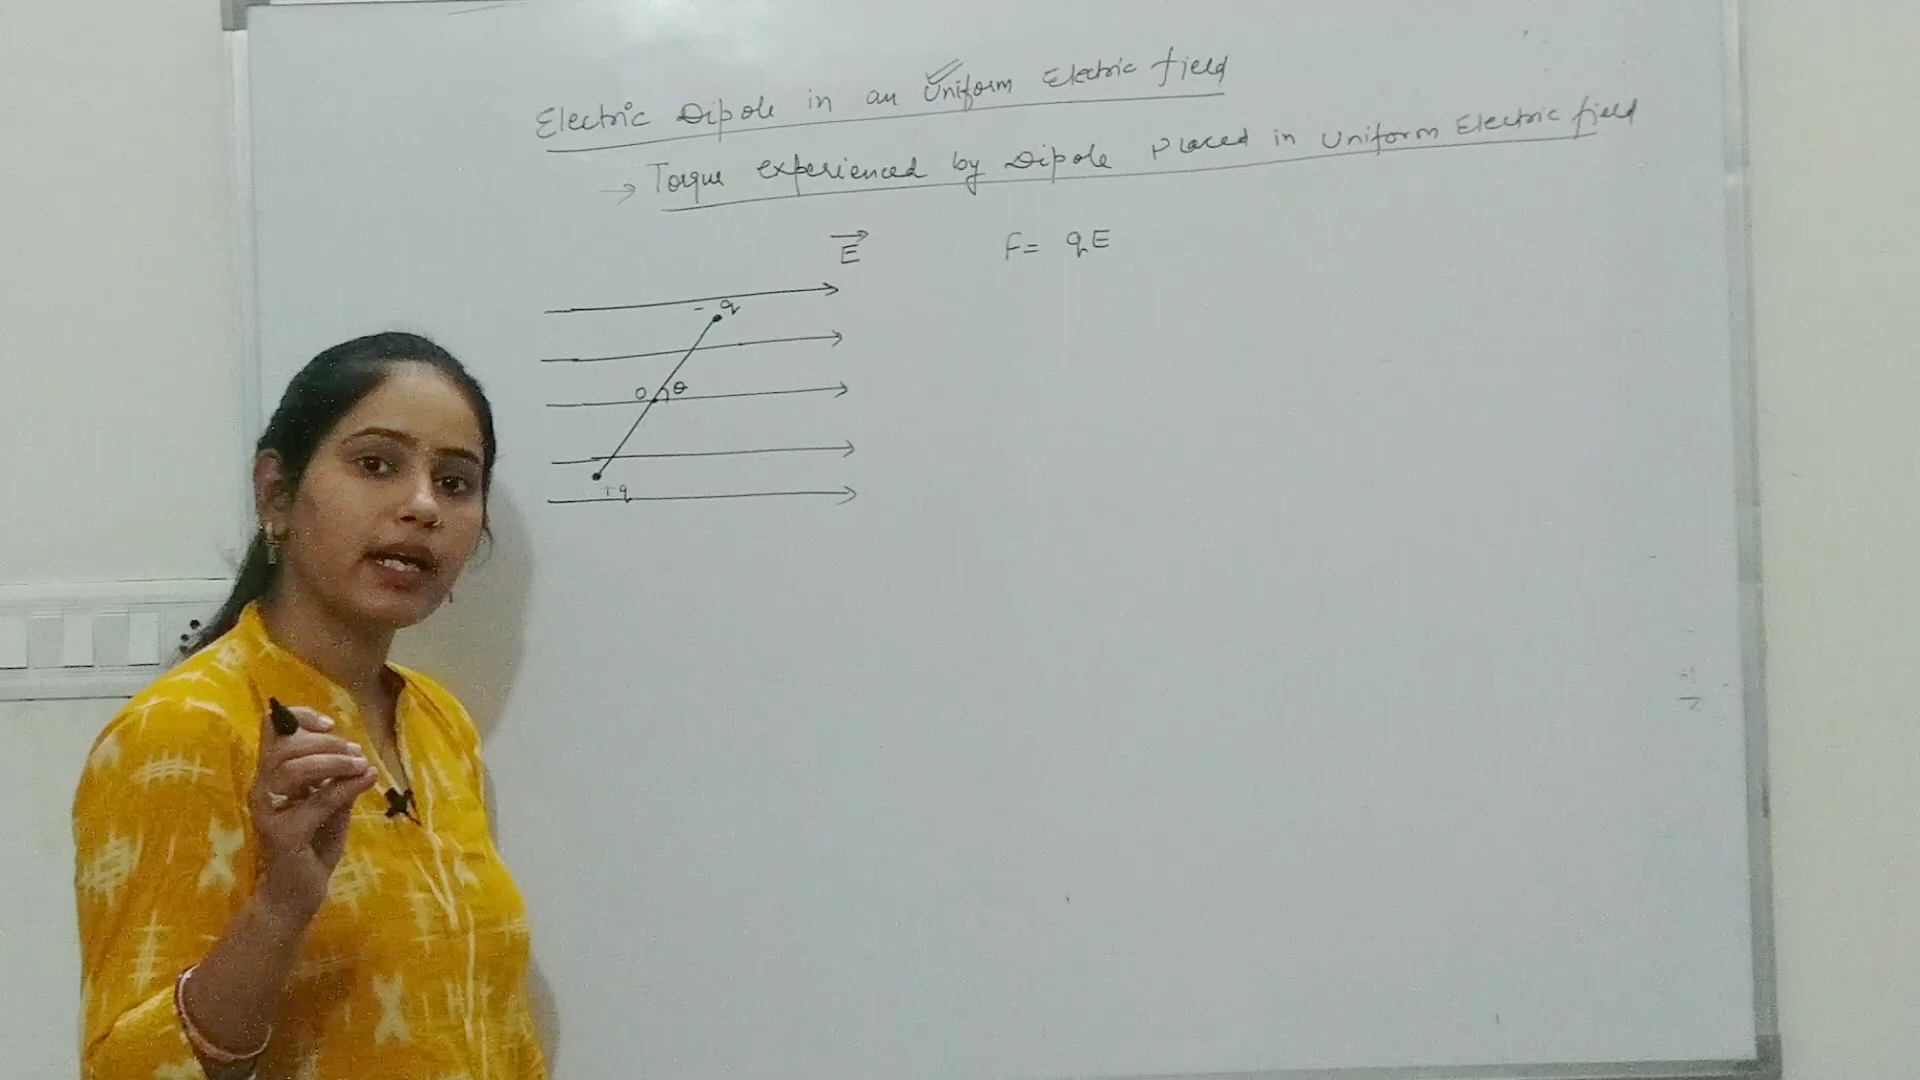 Electric Dipole in an Uniform Electric field
→ Torque experienced by Dipole Placed in Uniform Electric field
E F = qE
- q
O θ
+q